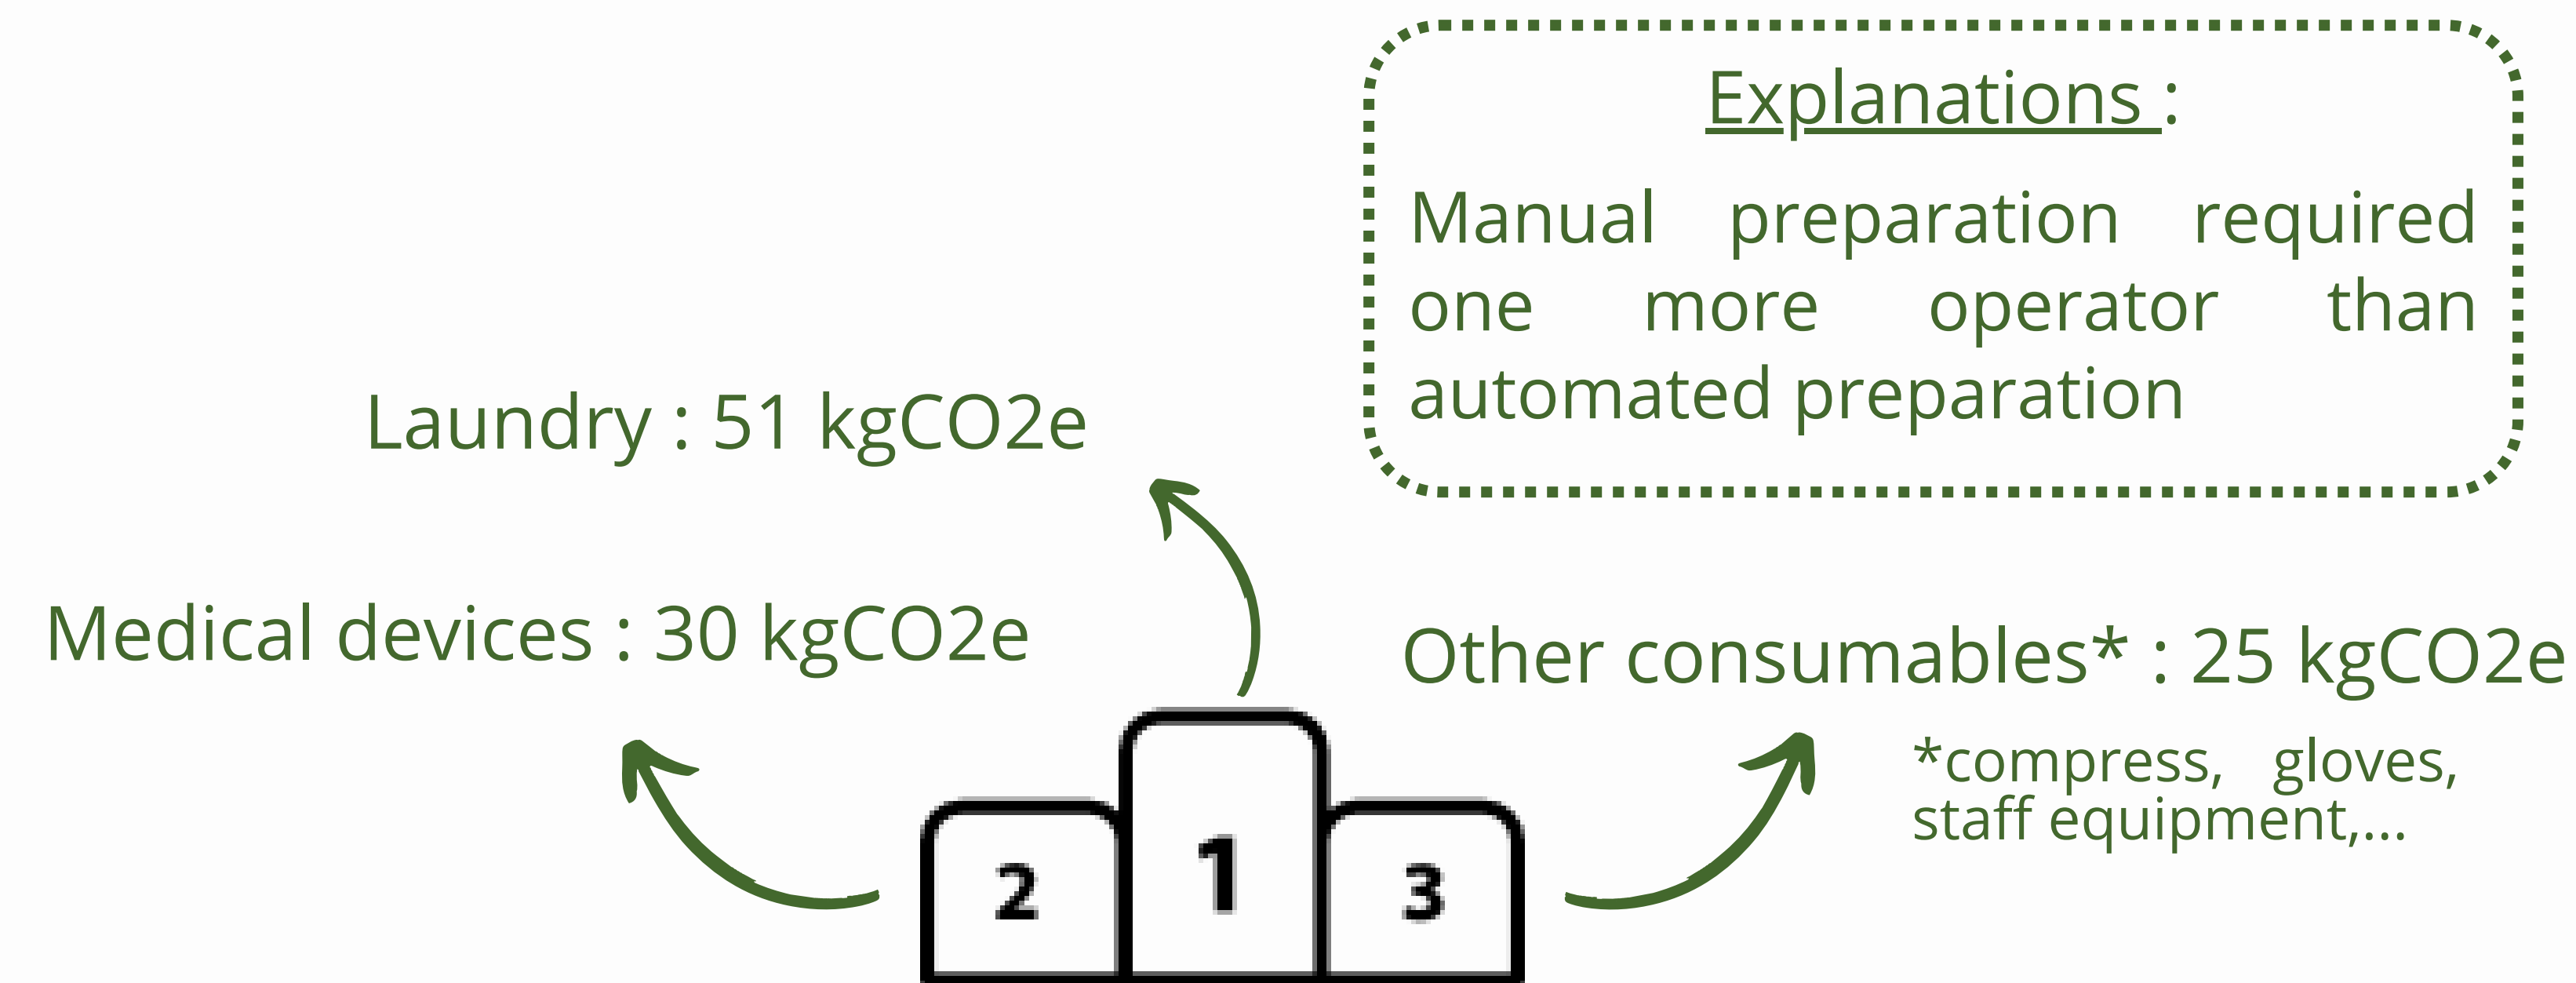 Explanations :
Manual preparation required
one more operator than
automated preparation
Laundry : 51 kgCO2e
Medical devices : 30 kgCO2e
Other consumables* : 25 kgCO2e
*compress, gloves,
staff equipment,...
2
1
3